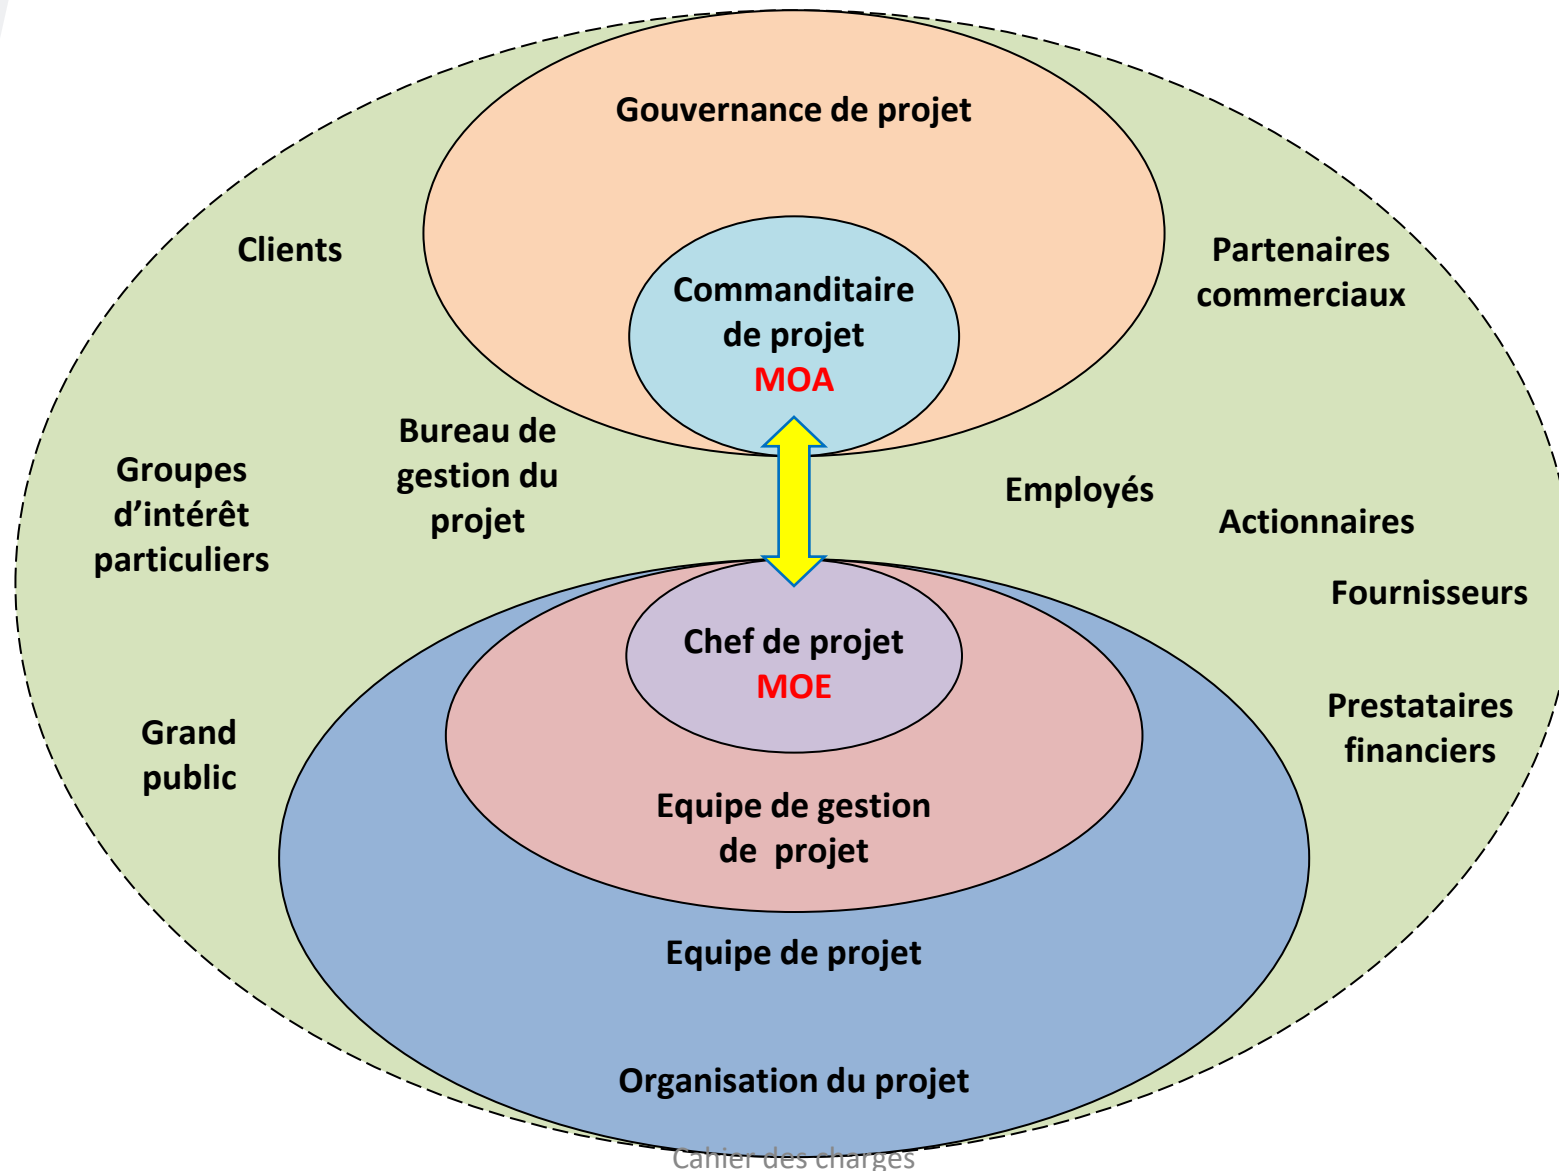 Gouvernance de projet
Clients
Partenaires
commerciaux
Commanditaire
de projet
MOA
Bureau de
gestion du
projet
Groupes
d’intérêt
particuliers
Employés
Actionnaires
Fournisseurs
Chef de projet
MOE
Grand
public
Prestataires
financiers
Equipe de gestion
de  projet
Equipe de projet
Organisation du projet
Cahier des charges